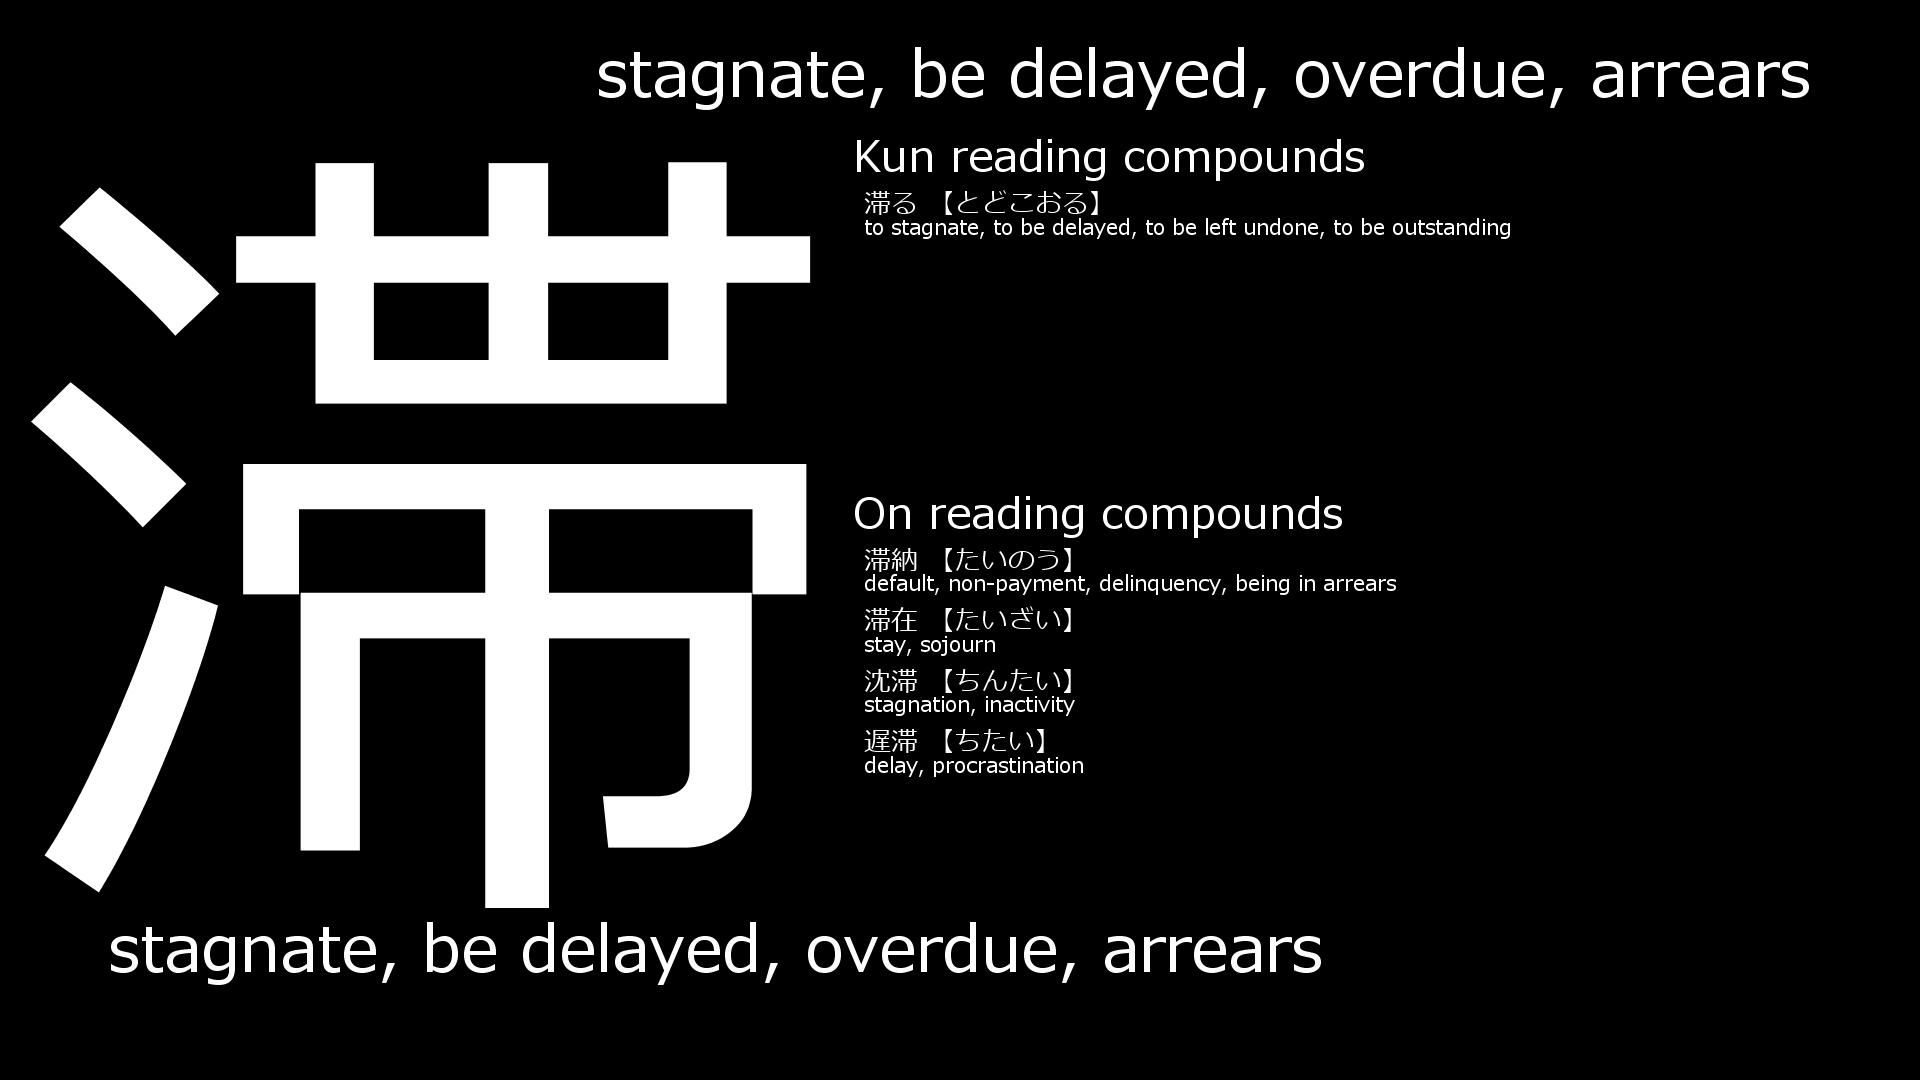 stagnate, be delayed, overdue, arrears
滞
Kun reading compounds
滞る 【とどこおる】
to stagnate, to be delayed, to be left undone, to be outstanding
On reading compounds
滞納 【たいのう】
default, non-payment, delinquency, being in arrears
滞在 【たいざい】
stay, sojourn
沈滞 【ちんたい】
stagnation, inactivity
遅滞 【ちたい】
delay, procrastination
stagnate, be delayed, overdue, arrears